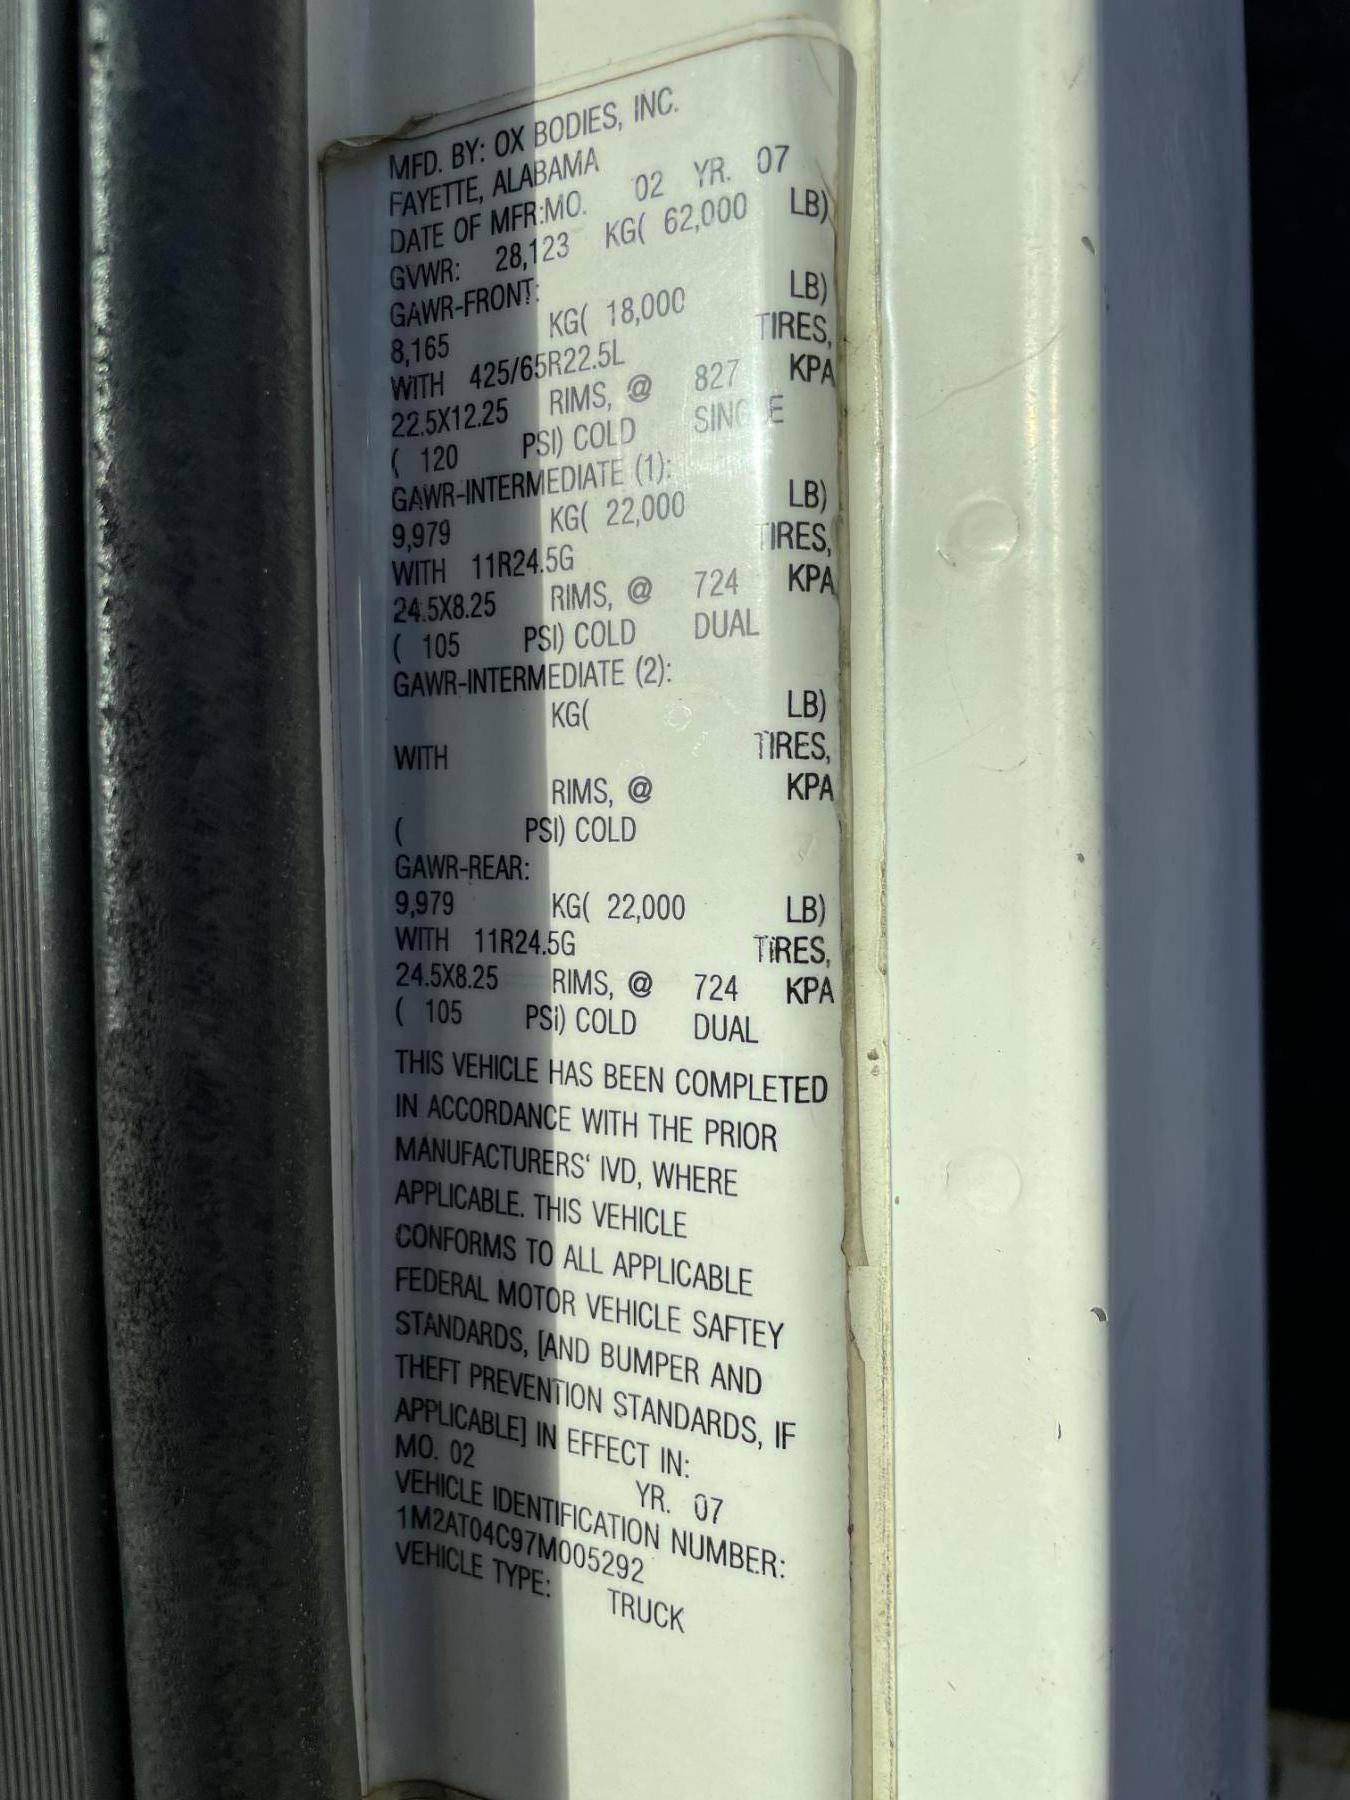 MFD. BY: OX BODIES, INC.
FAYETTE, ALABAMA
DATE OF MFR:MO. 02 YR. 07
GVWR: 28,123 KG( 62,000 LB)
GAWR-FRONT:
8,165 KG( 18,000 LB)
WITH 425/65R22.5L TIRES,
22.5X12.25 RIMS, @ 827 KPA
( 120 PSI) COLD SINGLE
GAWR-INTERMEDIATE (1):
9,979 KG( 22,000 LB)
WITH 11R24.5G TIRES,
24.5X8.25 RIMS, @ 724 KPA
( 105 PSI) COLD DUAL
GAWR-INTERMEDIATE (2):
KG( LB)
WITH TIRES,
RIMS, @ KPA
( PSI) COLD
GAWR-REAR:
9,979 KG( 22,000 LB)
WITH 11R24.5G TIRES,
24.5X8.25 RIMS, @ 724 KPA
( 105 PSI) COLD DUAL
THIS VEHICLE HAS BEEN COMPLETED
IN ACCORDANCE WITH THE PRIOR
MANUFACTURERS' IVD, WHERE
APPLICABLE. THIS VEHICLE
CONFORMS TO ALL APPLICABLE
FEDERAL MOTOR VEHICLE SAFTEY
STANDARDS, [AND BUMPER AND
THEFT PREVENTION STANDARDS, IF
APPLICABLE] IN EFFECT IN:
MO. 02 YR. 07
VEHICLE IDENTIFICATION NUMBER:
1M2AT04C97M005292
VEHICLE TYPE: TRUCK